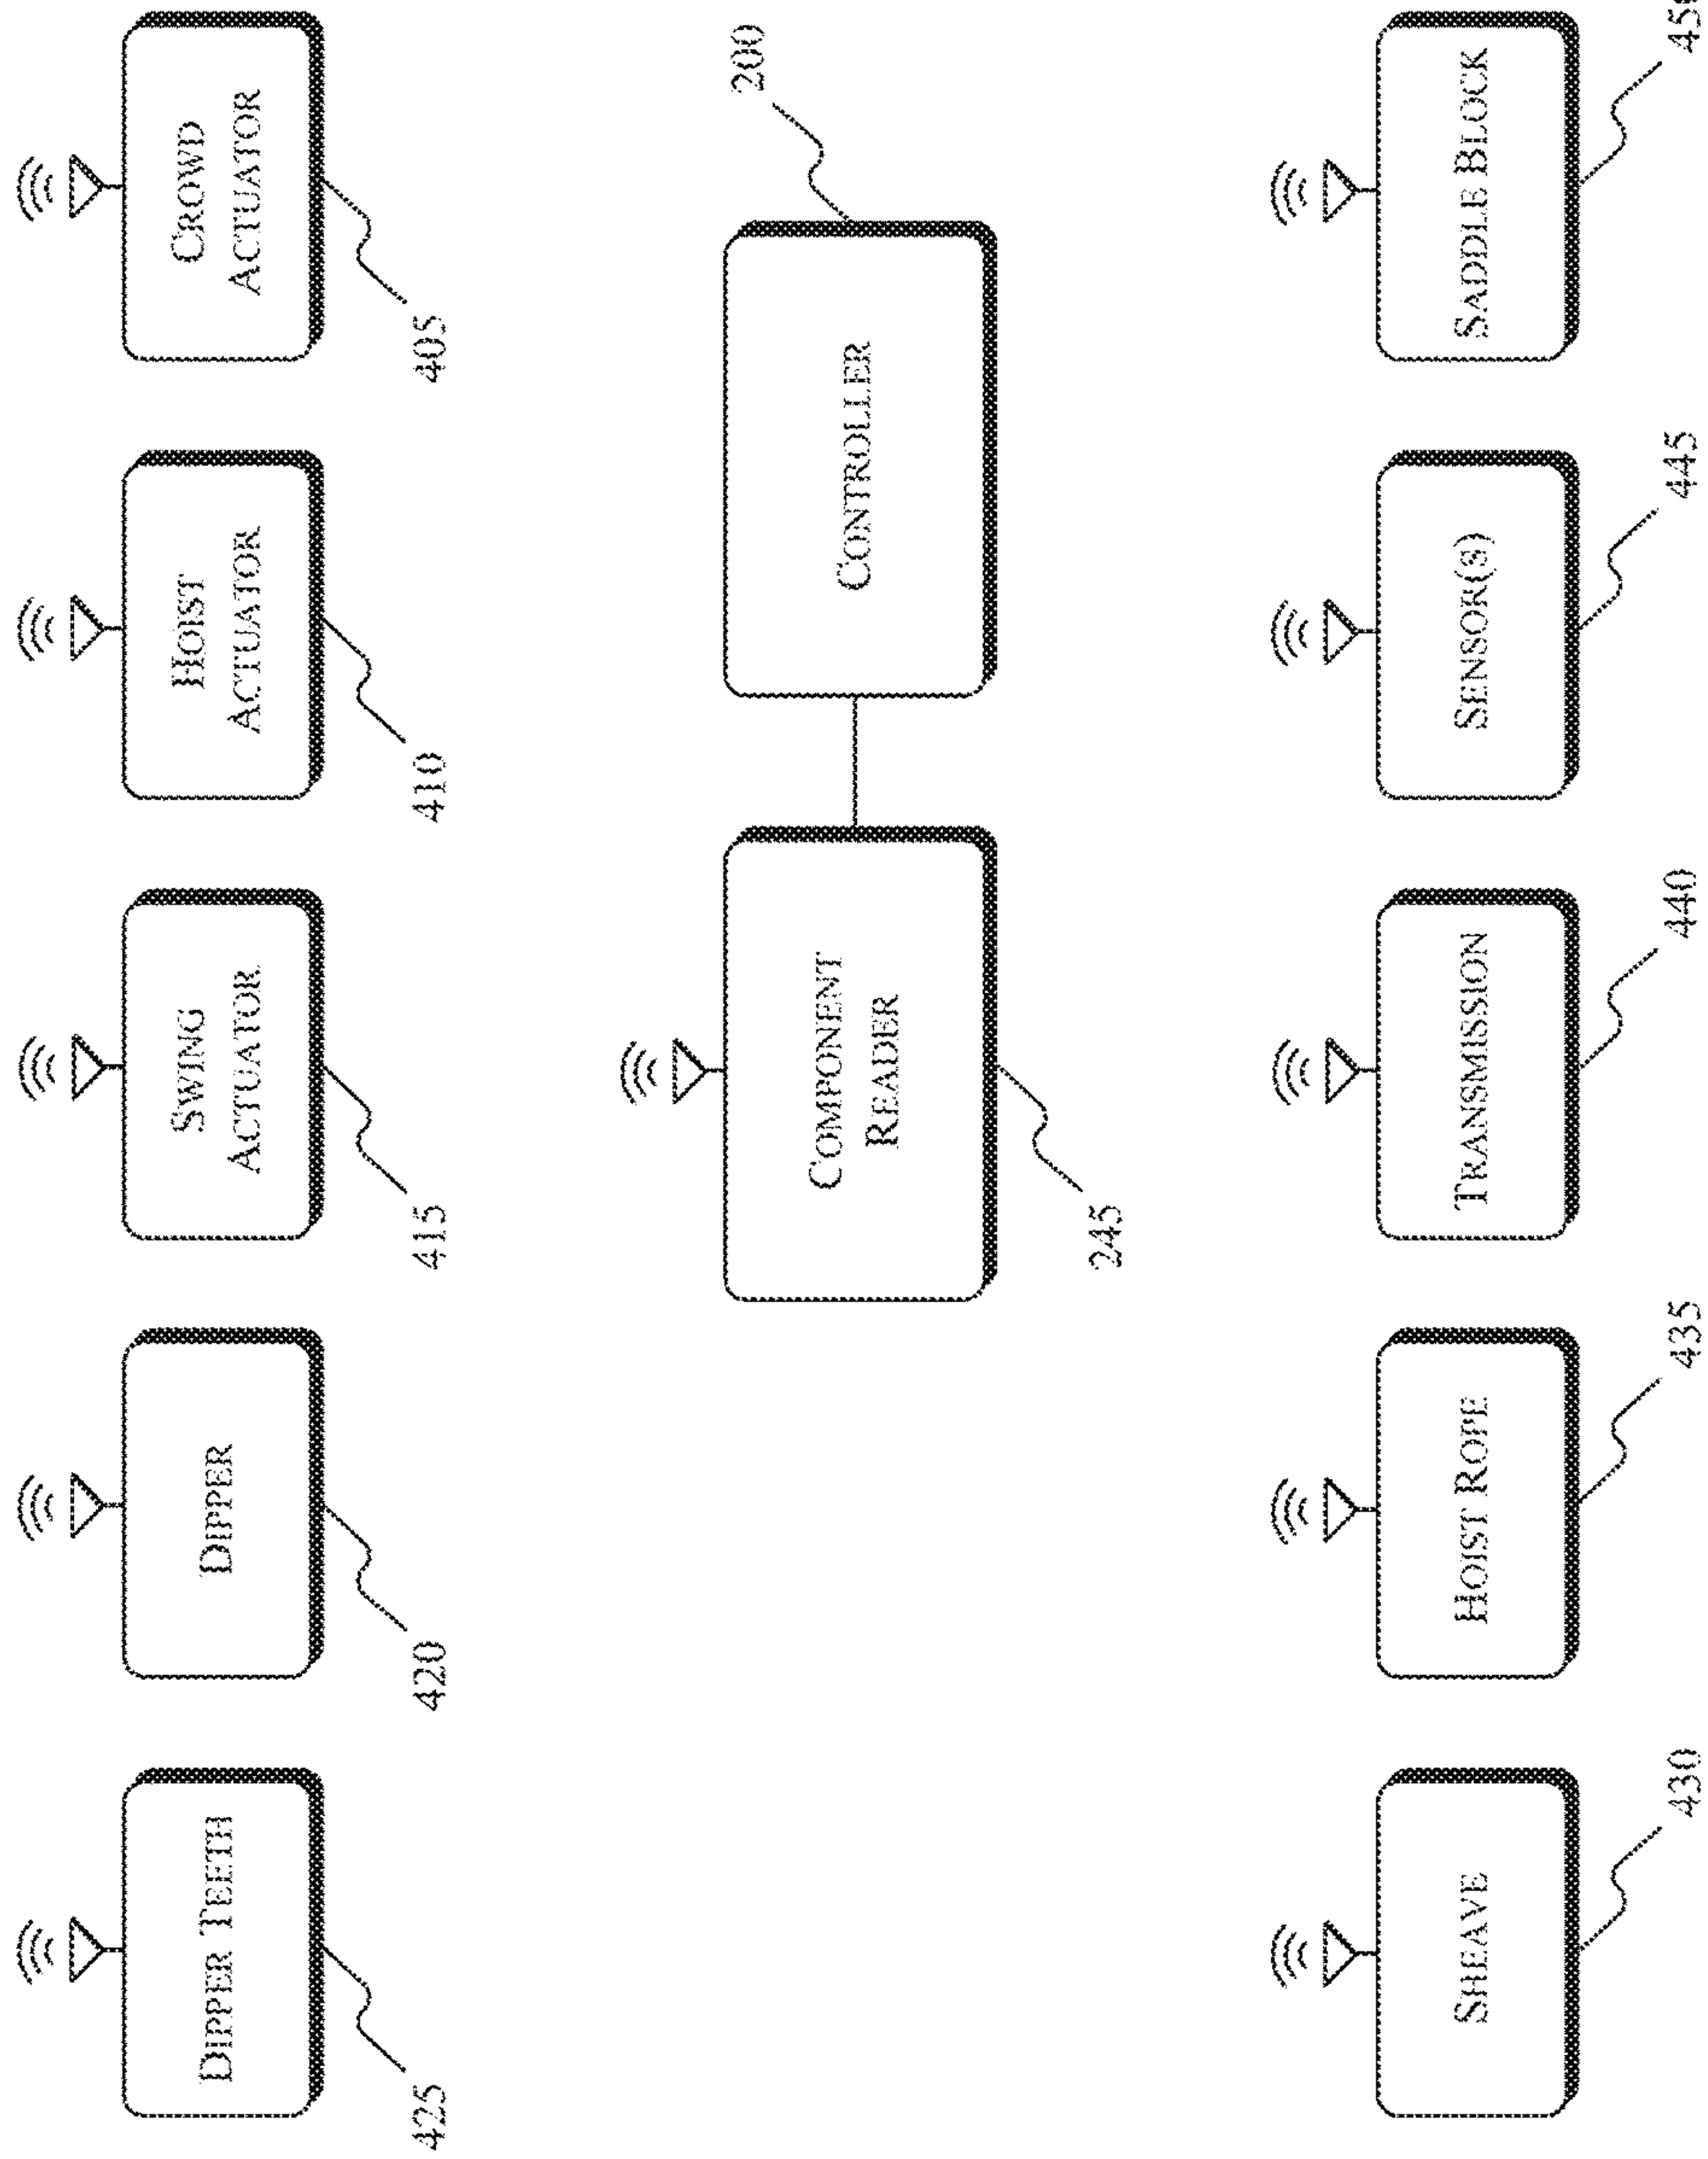 DIPPER TEETH
425
DIPPER
420
SWING
ACTUATOR
415
HOIST
ACTUATOR
410
CROWD
ACTUATOR
405
COMPONENT
READER
245
CONTROLLER
200
SHEAVE
430
HOIST ROPE
435
TRANSMISSION
440
SENSOR(S)
445
SADDLE BLOCK
450